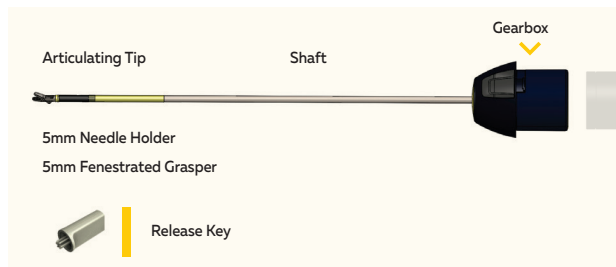 Gearbox
Articulating Tip
Shaft
5mm Needle Holder
5mm Fenestrated Grasper
Release Key